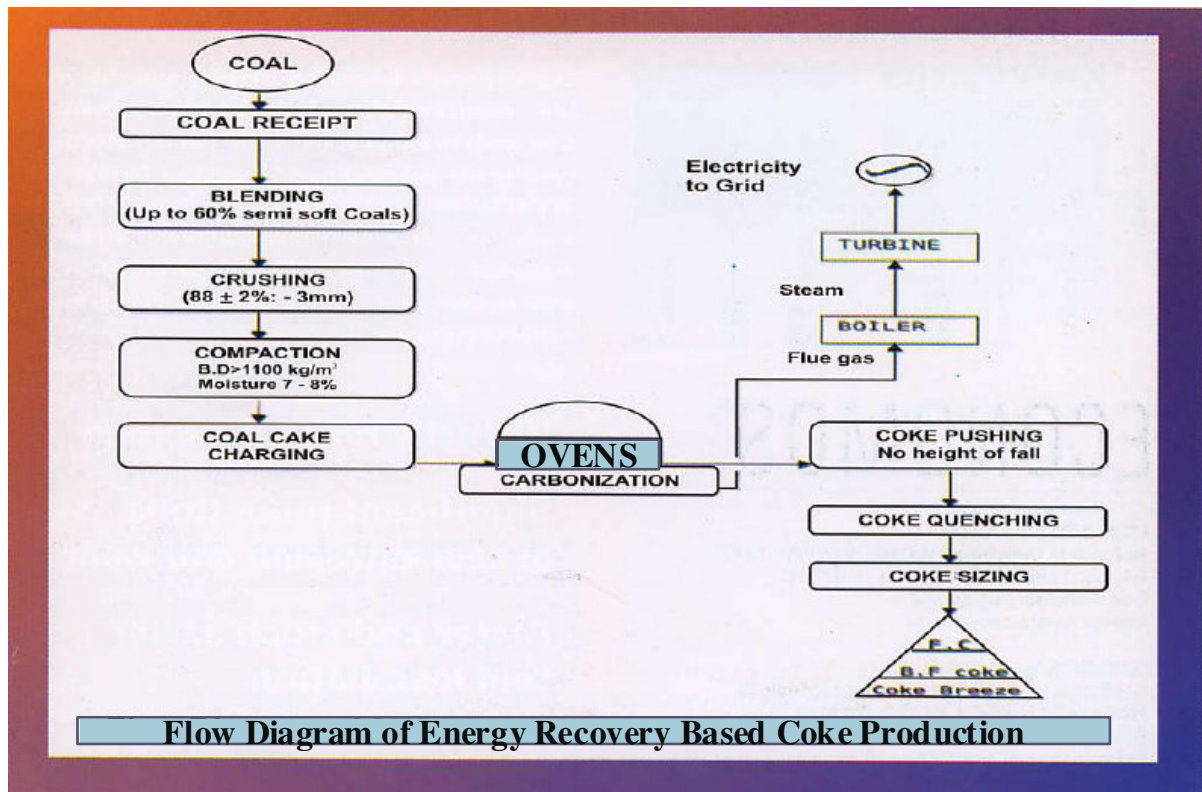 COAL
COAL RECEIPT
BLENDING
(Up to 60% semi soft Coals)
CRUSHING
(88 ± 2%: - 3mm)
COMPACTION
B.D>1100 kg/m³
Moisture 7 - 8%
COAL CAKE
CHARGING
OVENS
CARBONIZATION
Electricity
to Grid
TURBINE
Steam
BOILER
Flue gas
COKE PUSHING
No height of fall
COKE QUENCHING
COKE SIZING
F.C
B.F coke
Coke Breeze
Flow Diagram of Energy Recovery Based Coke Production